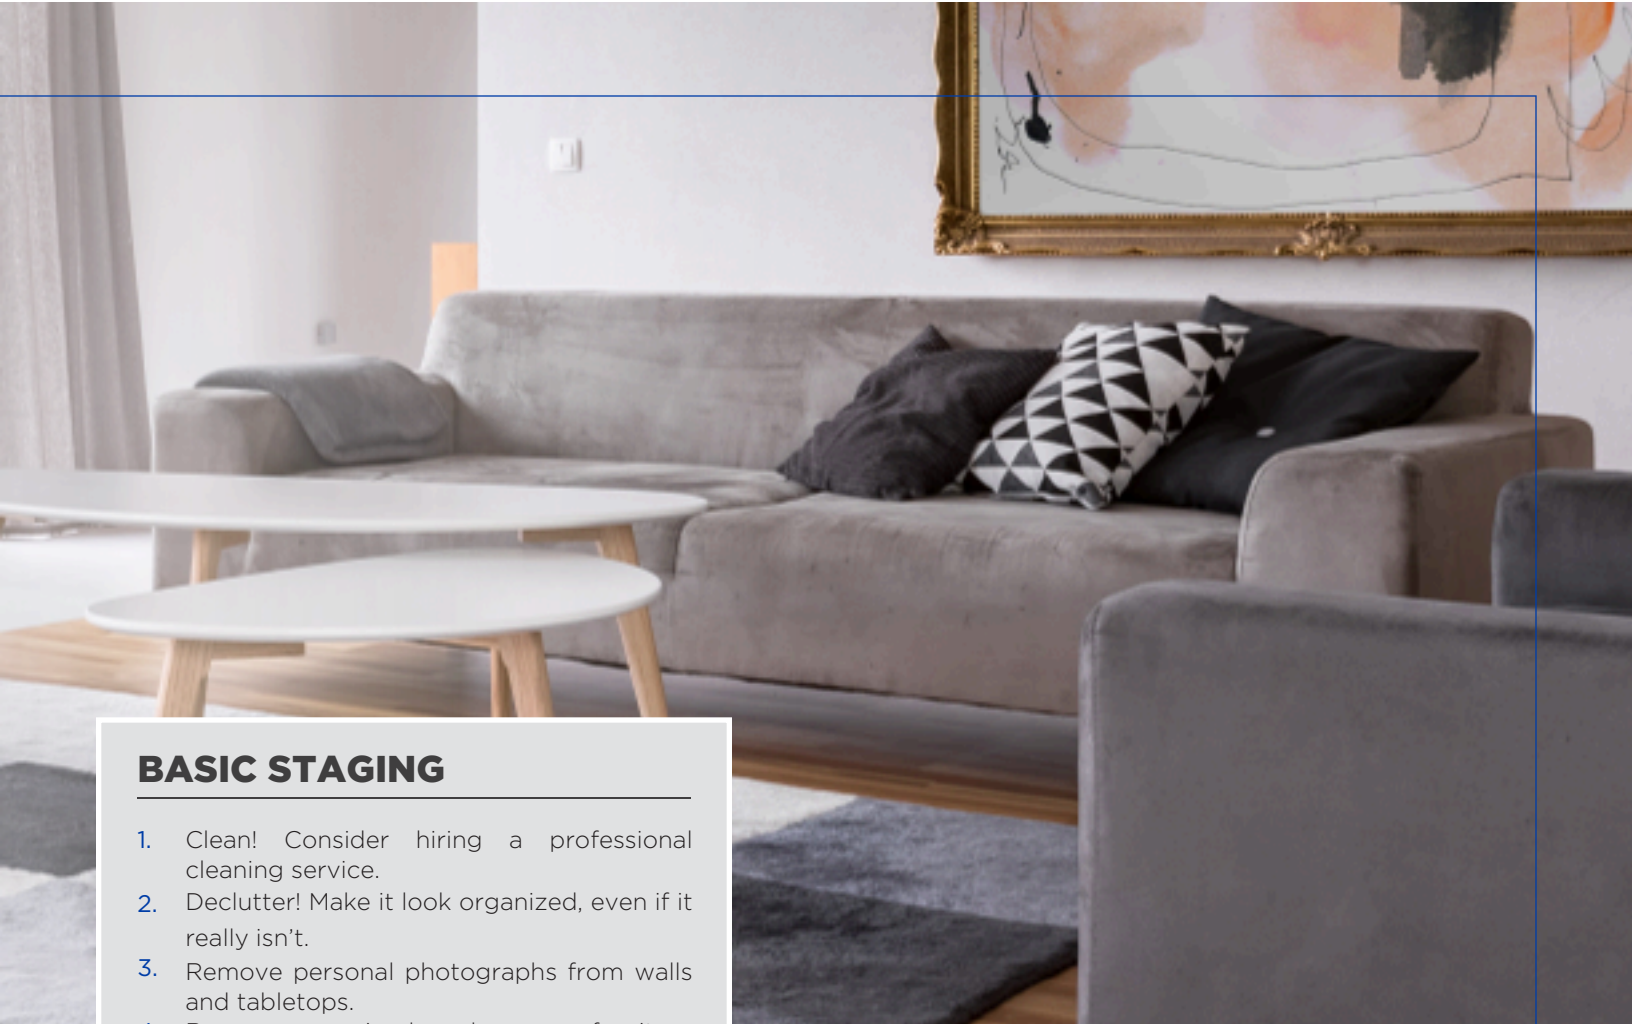 BASIC STAGING
1. Clean! Consider hiring a professional
cleaning service.
2. Declutter! Make it look organized, even if it
really isn't.
3. Remove personal photographs from walls
and tabletops.